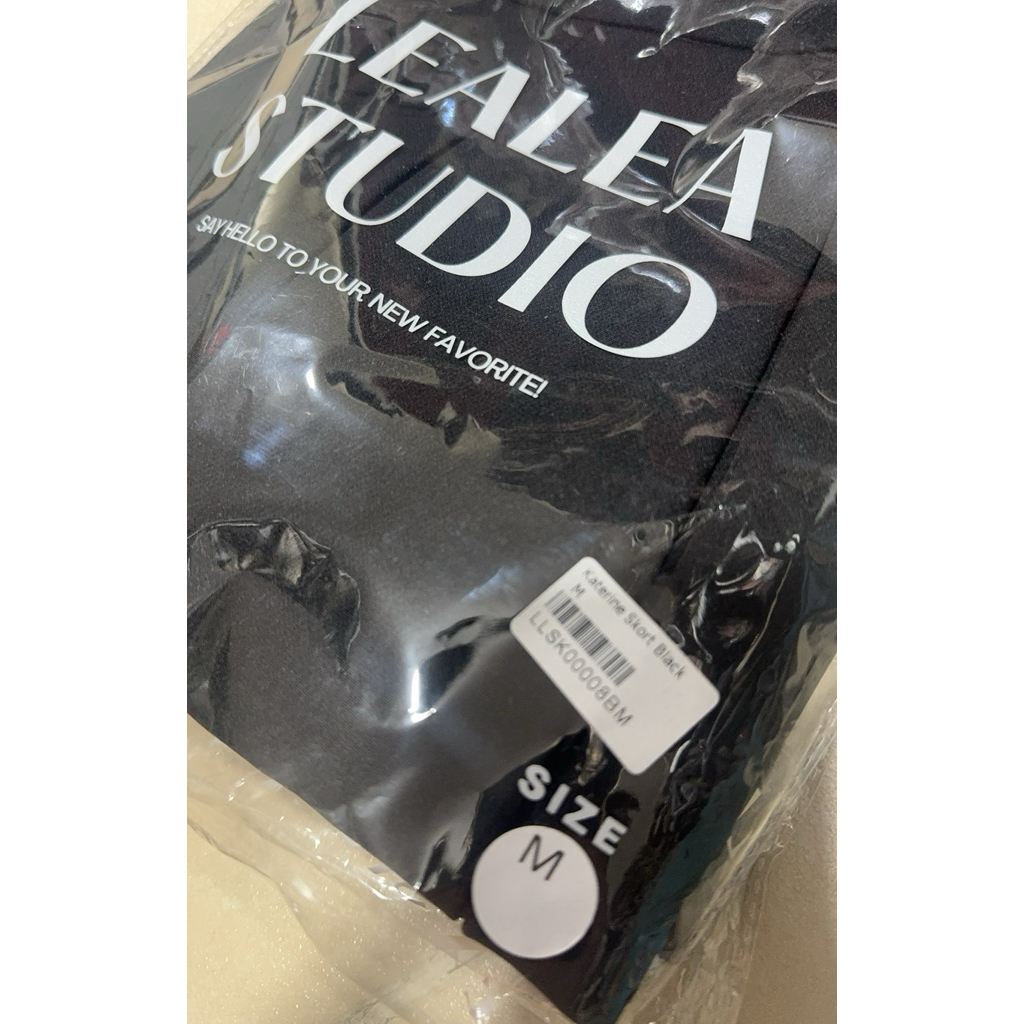 LEALEA
STUDIO
SAY HELLO TO YOUR NEW FAVORITE!
Katerine Skort Black
M
LLSK00008BM
SIZE
M